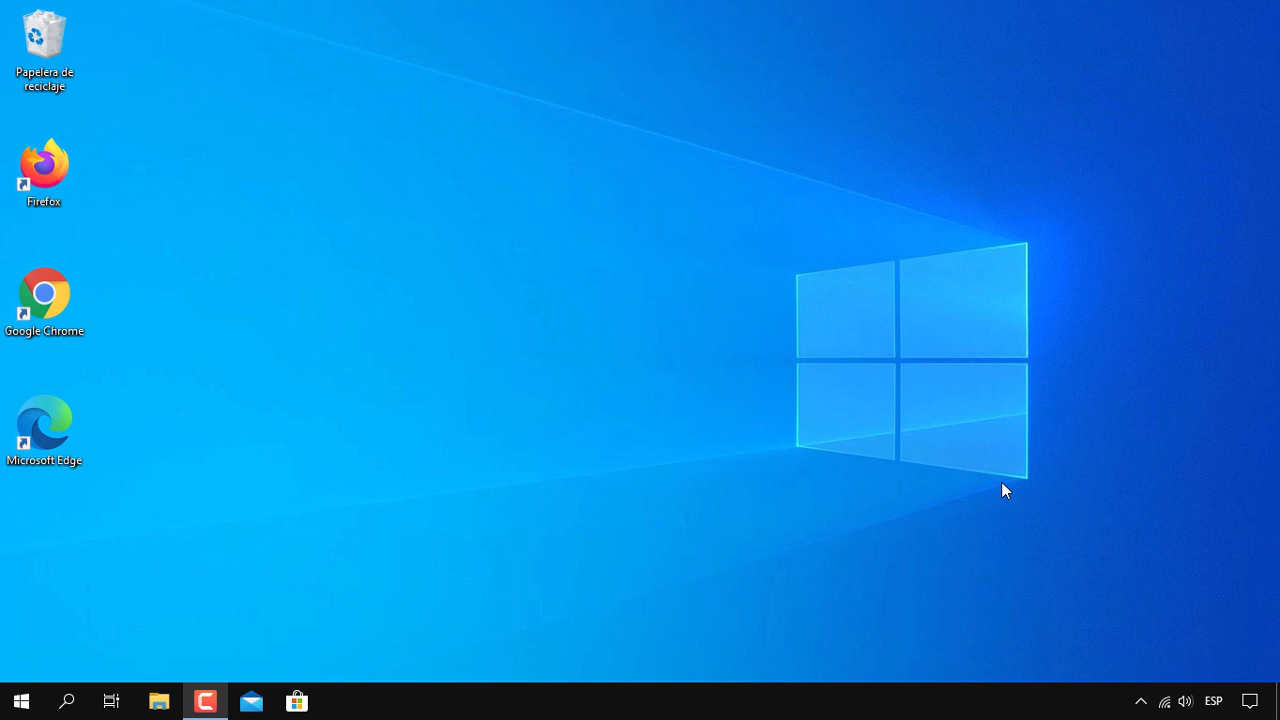 Papelera de
reciclaje
Firefox
Google Chrome
Microsoft Edge
ESP